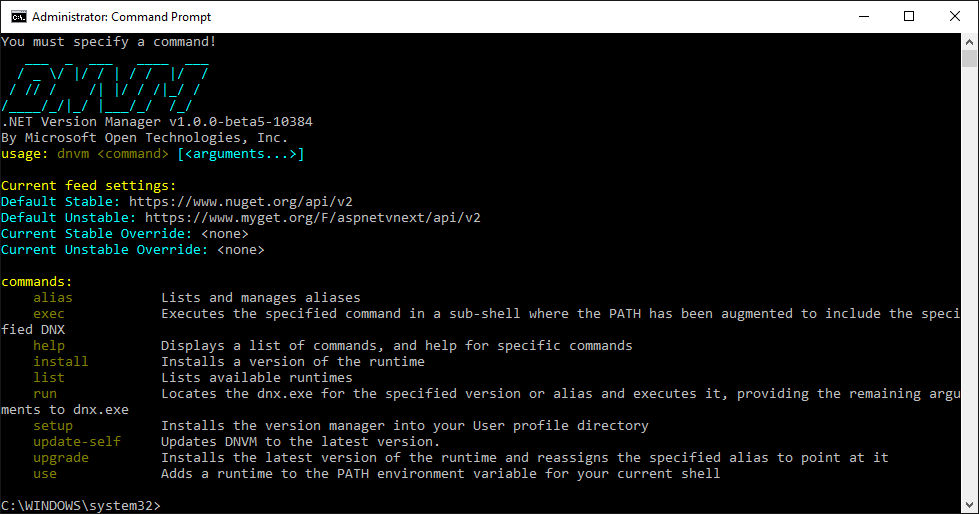 Administrator: Command Prompt
You must specify a command!
   ___  _  ___   ____  ___
  / _ \/ |/ / | / /  |/  /
 / // /    /| |/ / /|_/ /
/____/_/|_/ |___/_/  /_/
.NET Version Manager v1.0.0-beta5-10384
By Microsoft Open Technologies, Inc.
usage: dnvm <command> [<arguments...>]
Current feed settings:
Default Stable: https://www.nuget.org/api/v2
Default Unstable: https://www.myget.org/F/aspnetvnext/api/v2
Current Stable Override: <none>
Current Unstable Override: <none>
commands:
    alias           Lists and manages aliases
    exec            Executes the specified command in a sub-shell where the PATH has been augmented to include the speci
fied DNX
    help            Displays a list of commands, and help for specific commands
    install         Installs a version of the runtime
    list            Lists available runtimes
    run             Locates the dnx.exe for the specified version or alias and executes it, providing the remaining argu
ments to dnx.exe
    setup           Installs the version manager into your User profile directory
    update-self     Updates DNVM to the latest version.
    upgrade         Installs the latest version of the runtime and reassigns the specified alias to point at it
    use             Adds a runtime to the PATH environment variable for your current shell
C:\WINDOWS\system32>